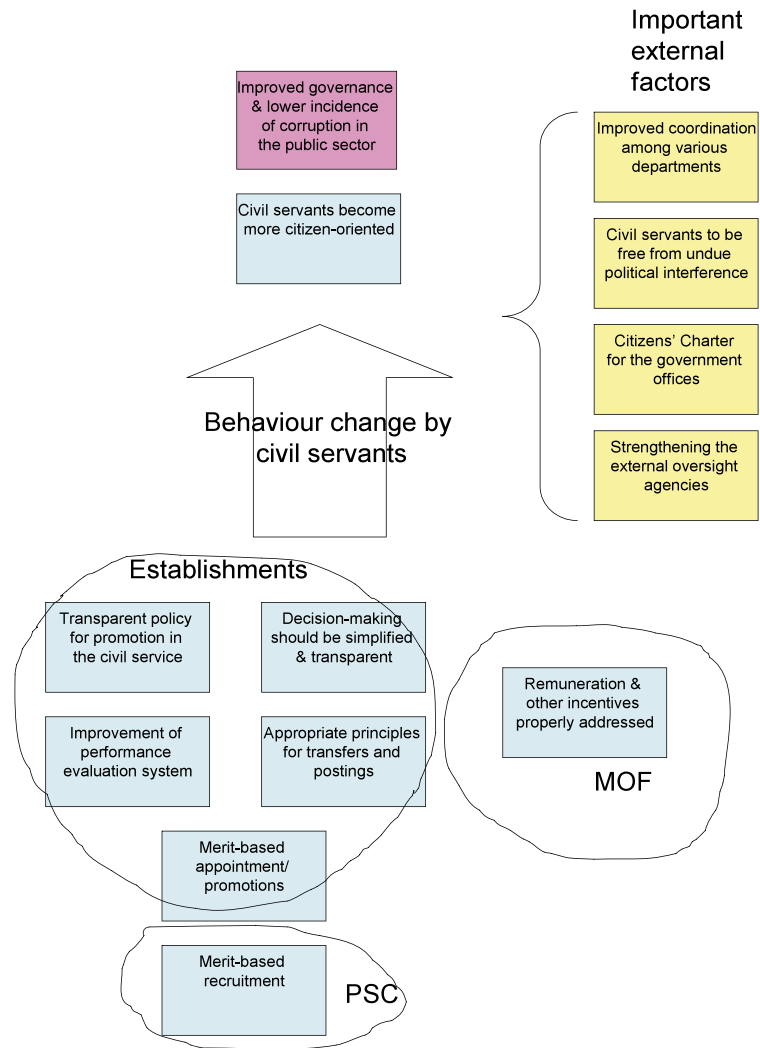 Important
external
factors
Improved governance
& lower incidence
of corruption in
the public sector
Civil servants become
more citizen-oriented
Improved coordination
among various
departments
Civil servants to be
free from undue
political interference
Citizens’ Charter
for the government
offices
Strengthening the
external oversight
agencies
Behaviour change by
civil servants
Establishments
Transparent policy
for promotion in
the civil service
Decision-making
should be simplified
& transparent
Improvement of
performance
evaluation system
Appropriate principles
for transfers and
postings
Merit-based
appointment/
promotions
Remuneration &
other incentives
properly addressed
MOF
Merit-based
recruitment
PSC